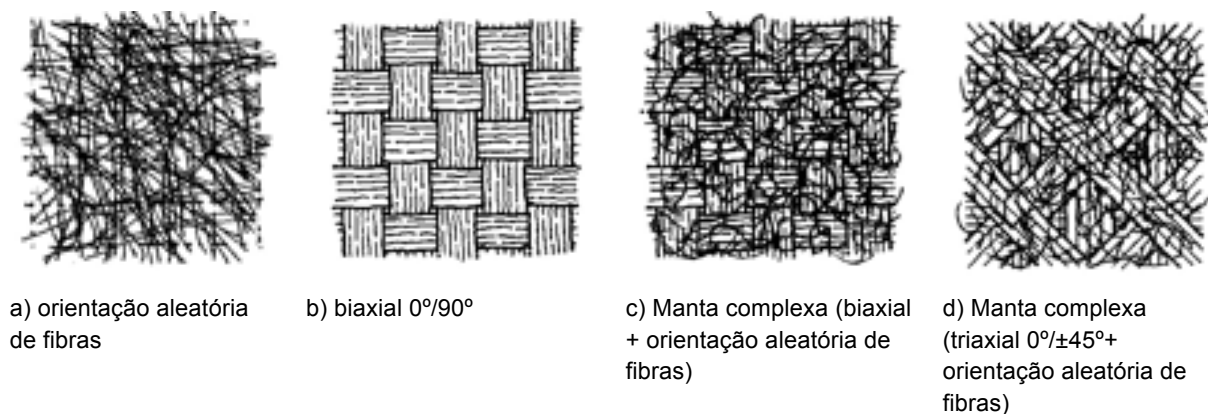 a) orientação aleatória
de fibras
b) biaxial 0º/90º
c) Manta complexa (biaxial
+ orientação aleatória de
fibras)
d) Manta complexa
(triaxial 0º/±45º+
orientação aleatória de
fibras)